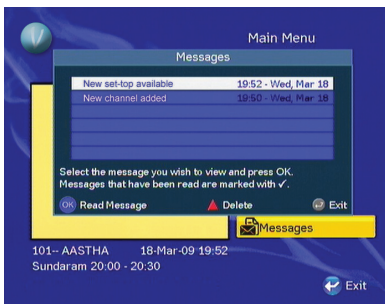 Main Menu
Messages
New set-top available 19:52 - Wed, Mar 18
New channel added 19:50 - Wed, Mar 18
Select the message you wish to view and press OK.
Messages that have been read are marked with ✓.
OK Read Message Delete Exit
Messages
101-- AASTHA 18-Mar-09 19:52
Sundaram 20:00 - 20:30
Exit